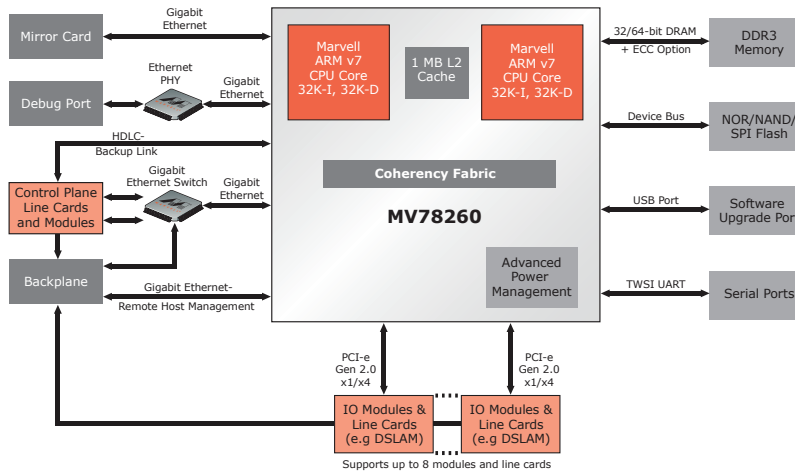 Mirror Card
Gigabit
Ethernet
Ethernet
PHY
Debug Port
Gigabit
Ethernet
HDLC-
Backup Link
Control Plane
Line Cards
and Modules
Gigabit
Ethernet Switch
Gigabit
Ethernet
Backplane
Gigabit Ethernet-
Remote Host Management
Marvell
ARM v7
CPU Core
32K-I, 32K-D
1 MB L2
Cache
Marvell
ARM v7
CPU Core
32K-I, 32K-D
Coherency Fabric
MV78260
Advanced
Power
Management
32/64-bit DRAM
+ ECC Option
DDR3
Memory
Device Bus
NOR/NAND/
SPI Flash
USB Port
Software
Upgrade Port
TWSI UART
Serial Ports
PCI-e
Gen 2.0
x1/x4
PCI-e
Gen 2.0
x1/x4
IO Modules &
Line Cards
(e.g DSLAM)
IO Modules &
Line Cards
(e.g DSLAM)
Supports up to 8 modules and line cards